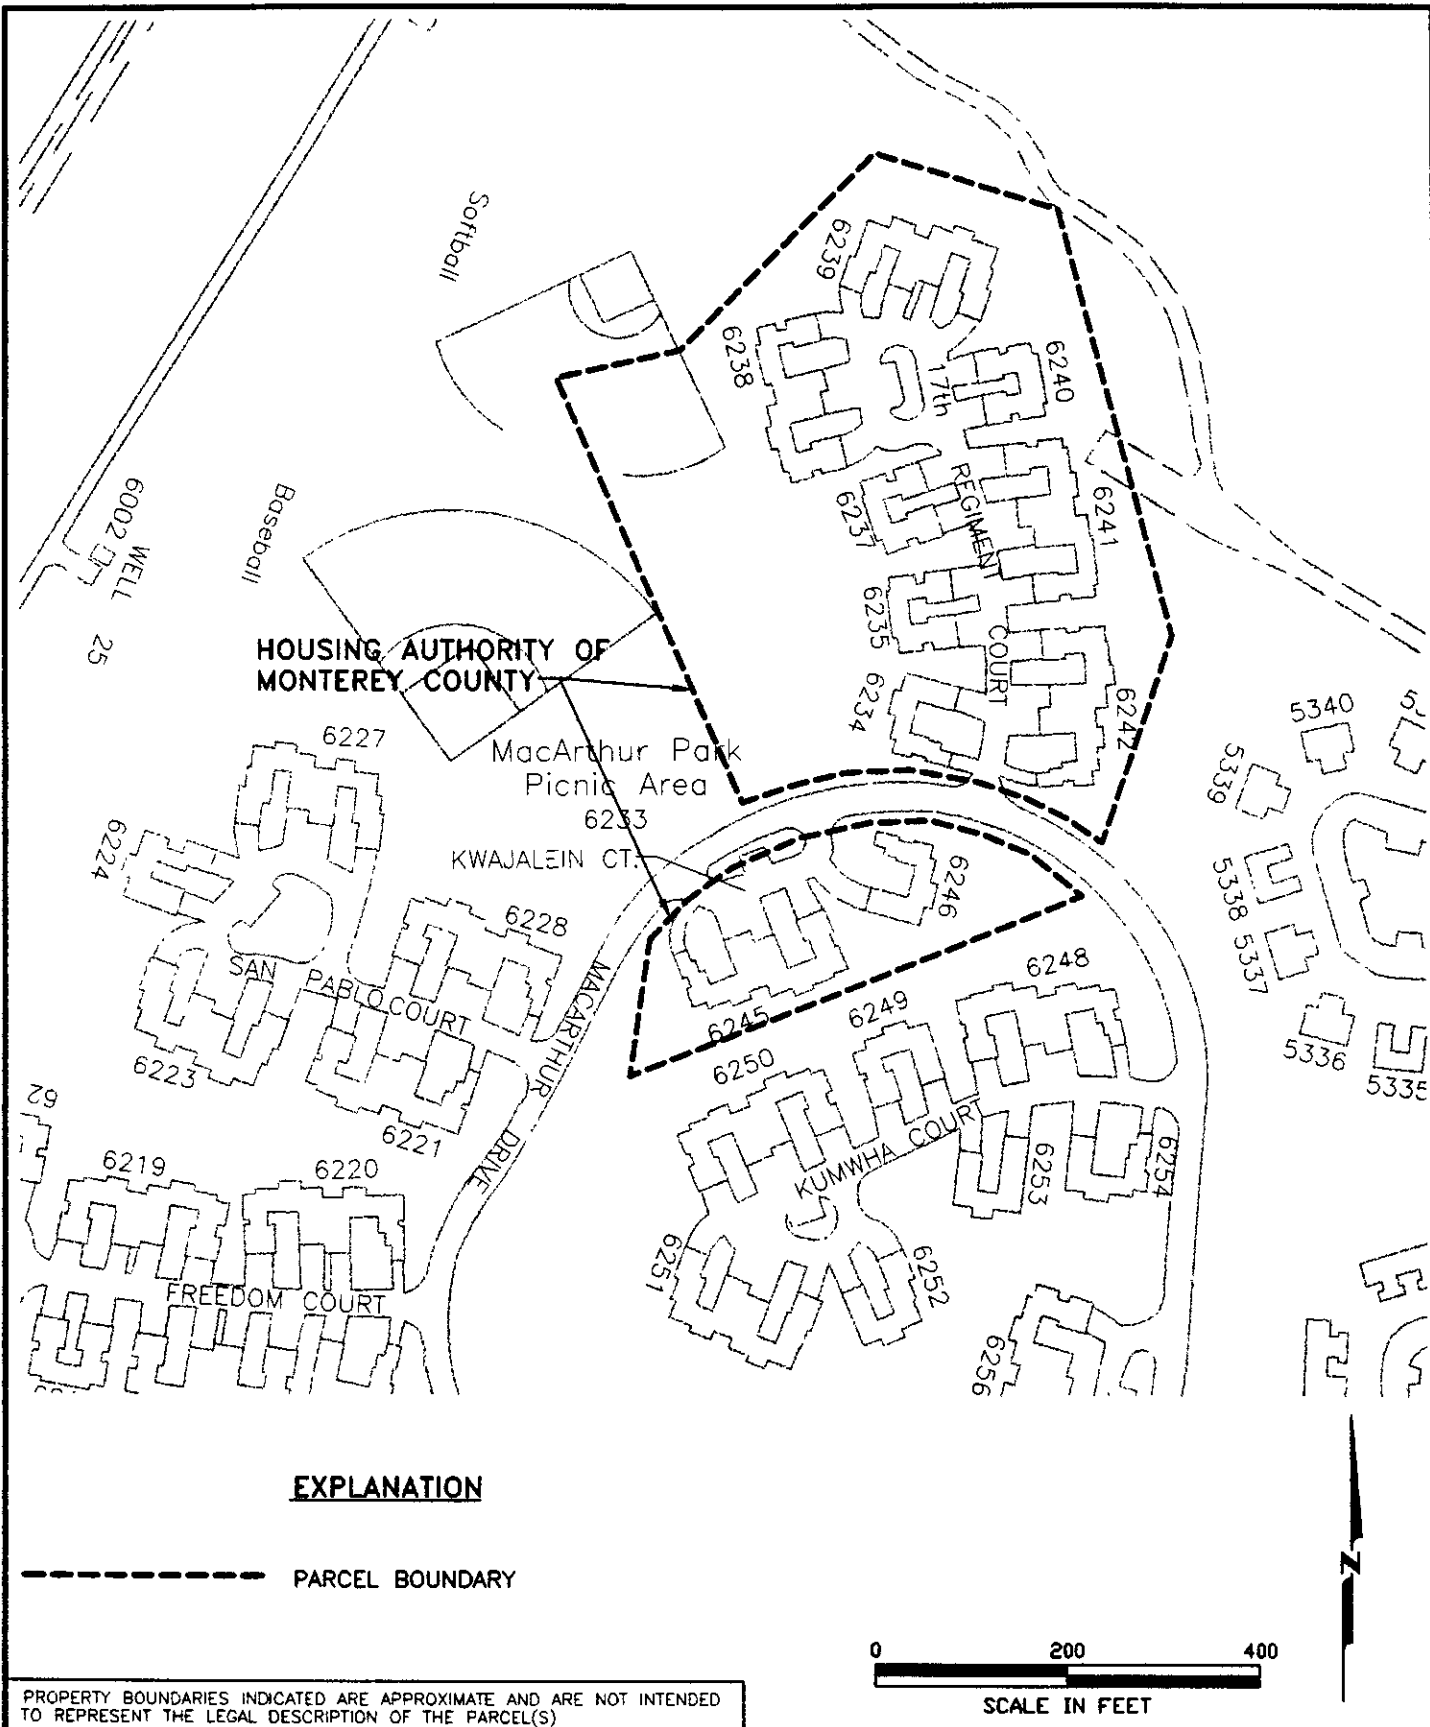 Softball
6239
6238
6240
17th
6241
REGIMENT
6237
Baseball
6002
WELL 25
6235
COURT
HOUSING AUTHORITY OF
MONTEREY COUNTY
6234
6242
MacArthur Park
Picnic Area
6233
6227
5340
5339
KWAJALEIN CT.
6224
6246
5338
6228
5337
SAN PABLO COURT
MACARTHUR DRIVE
6248
6245
6249
5336
5335
6223
6250
6221
62
KUMWHA COURT
6219
6220
6253
6254
6251
6252
FREEDOM COURT
6256
EXPLANATION
PARCEL BOUNDARY
N
0 200 400
SCALE IN FEET
PROPERTY BOUNDARIES INDICATED ARE APPROXIMATE AND ARE NOT INTENDED
TO REPRESENT THE LEGAL DESCRIPTION OF THE PARCEL(S)